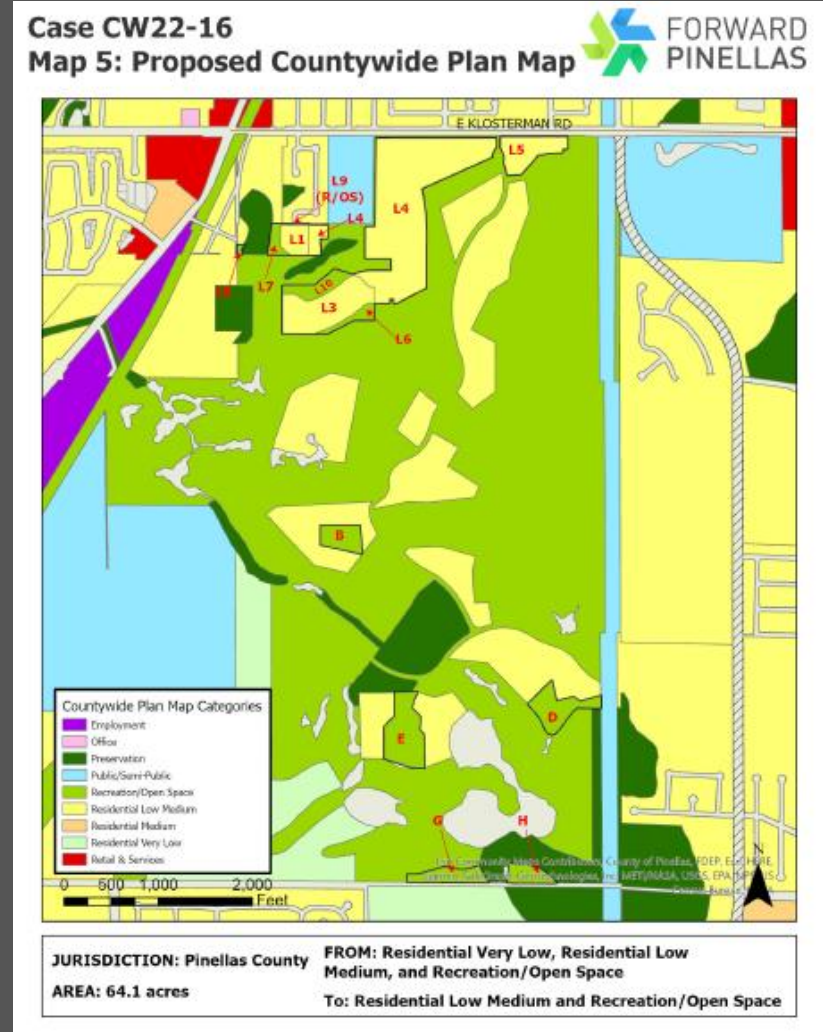 Case CW22-16
Map 5: Proposed Countywide Plan Map
FORWARD
PINELLAS
E KLOSTERMAN RD
L5
L9
(R/OS)
L4
L4
L1
L7
L10
L3
L6
B
D
E
G
H
Countywide Plan Map Categories
Employment
Office
Preservation
Public/Semi-Public
Recreation/Open Space
Residential Low Medium
Residential Medium
Residential Very Low
Retail & Services
0 500 1,000 2,000
Feet
N
JURISDICTION: Pinellas County
AREA: 64.1 acres
FROM: Residential Very Low, Residential Low
Medium, and Recreation/Open Space
To: Residential Low Medium and Recreation/Open Space